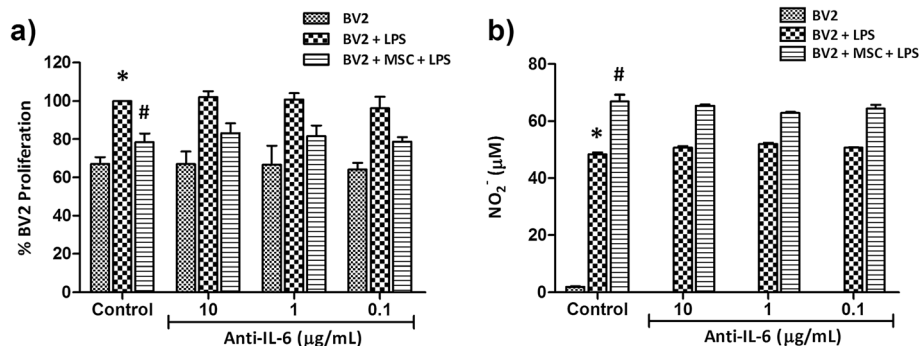 a)
BV2
BV2 + LPS
BV2 + MSC + LPS
% BV2 Proliferation
120
100
80
60
40
20
0
*
#
Control
10
1
0.1
Anti-IL-6 (µg/mL)
b)
BV2
BV2 + LPS
BV2 + MSC + LPS
NO₂⁻ (µM)
80
60
40
20
0
*
#
Control
10
1
0.1
Anti-IL-6 (µg/mL)